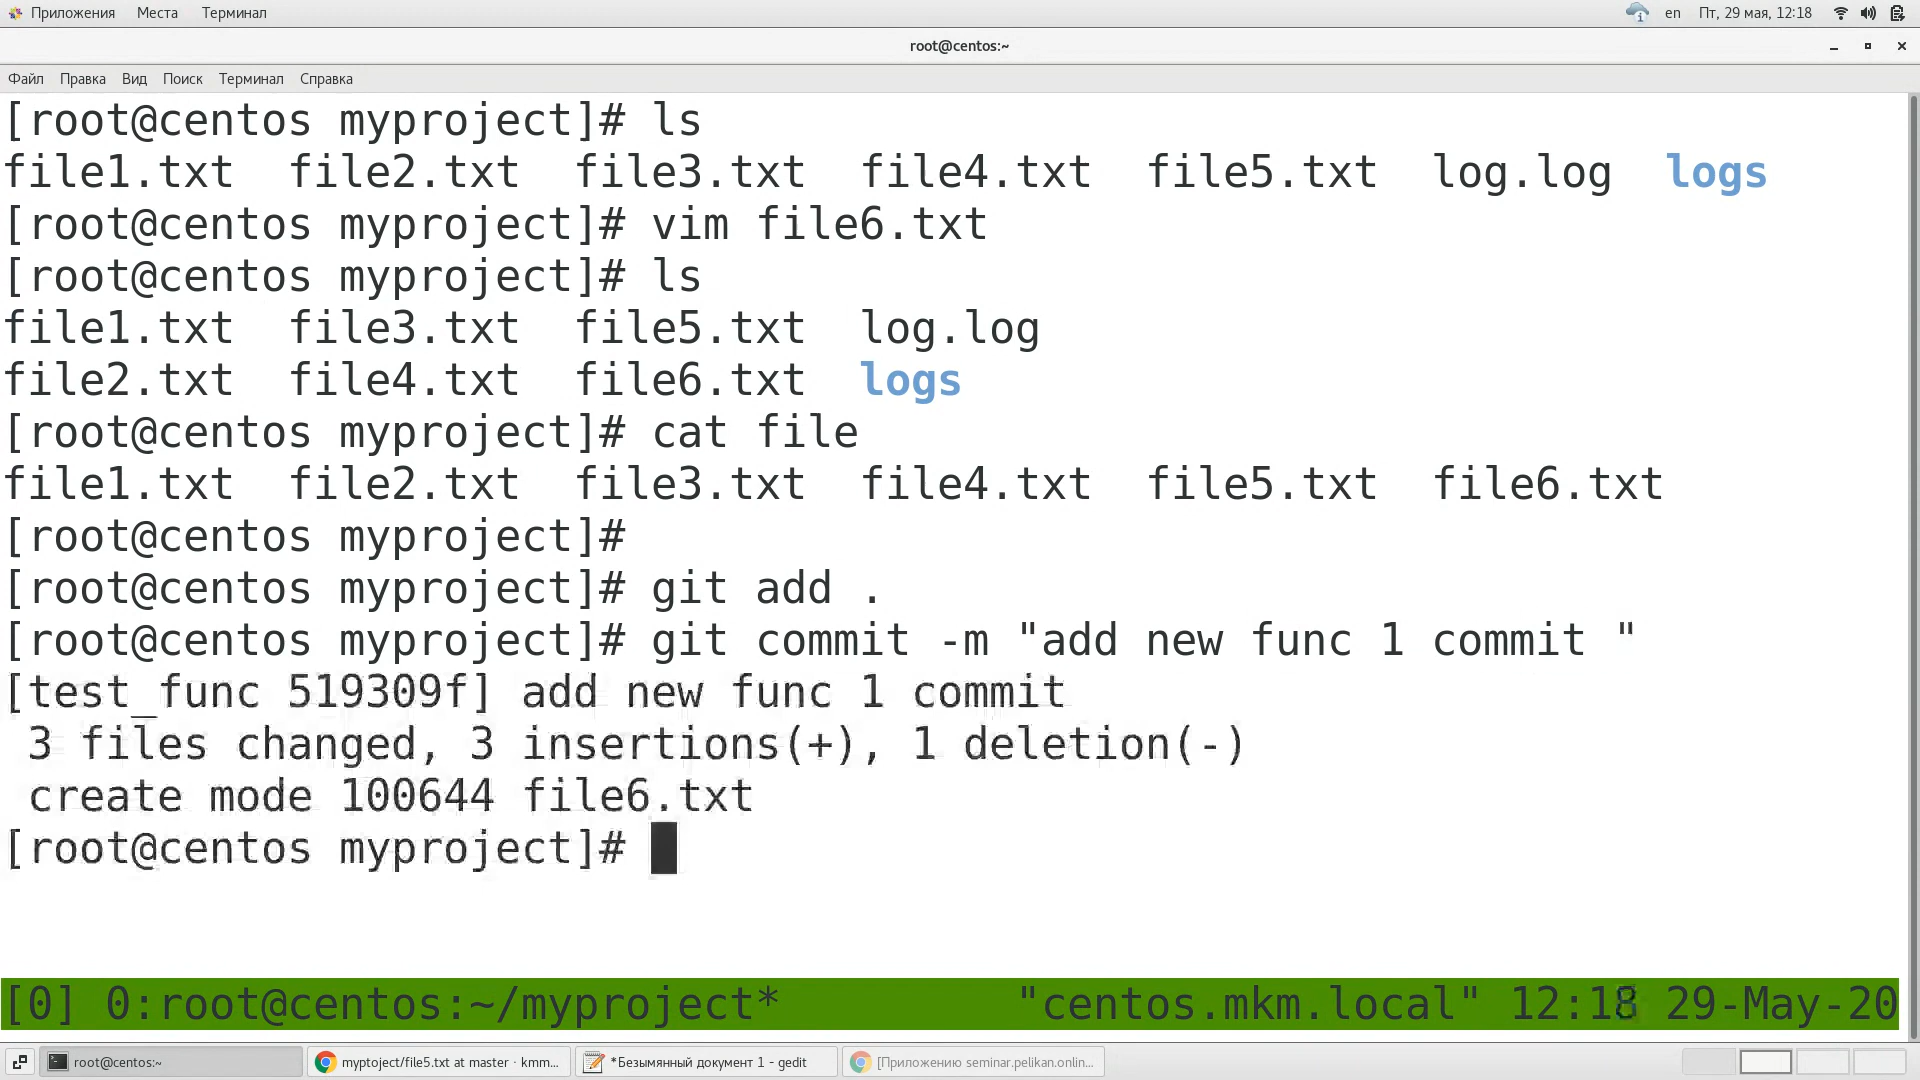 Приложения Места Терминал en Пт, 29 мая, 12:18
root@centos:~
Файл Правка Вид Поиск Терминал Справка
[root@centos myproject]# ls
file1.txt file2.txt file3.txt file4.txt file5.txt log.log logs
[root@centos myproject]# vim file6.txt
[root@centos myproject]# ls
file1.txt file3.txt file5.txt log.log
file2.txt file4.txt file6.txt logs
[root@centos myproject]# cat file
file1.txt file2.txt file3.txt file4.txt file5.txt file6.txt
[root@centos myproject]#
[root@centos myproject]# git add .
[root@centos myproject]# git commit -m "add new func 1 commit "
[test_func 519309f] add new func 1 commit
 3 files changed, 3 insertions(+), 1 deletion(-)
 create mode 100644 file6.txt
[root@centos myproject]#
[0] 0:root@centos:~/myproject* "centos.mkm.local" 12:18 29-May-20
root@centos:~ myptoject/file5.txt at master · kmm... *Безымянный документ 1 - gedit [Приложению seminar.pelikan.onlin...